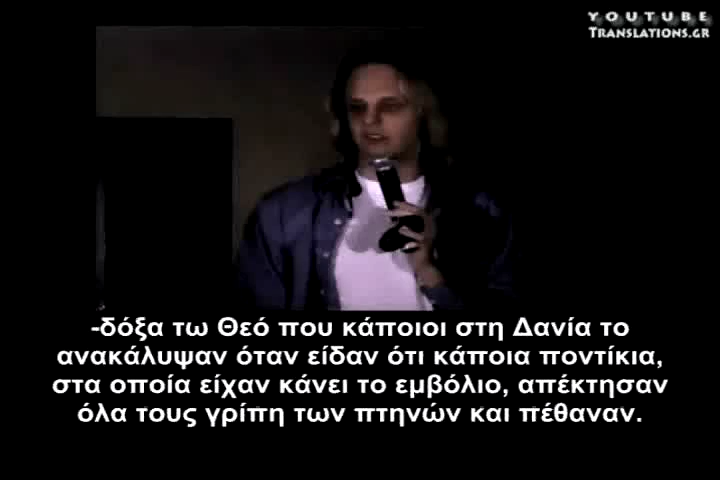 YOUTUBE
TRANSLATIONS.GR
-δόξα τω Θεό που κάποιοι στη Δανία το
ανακάλυψαν όταν είδαν ότι κάποια ποντίκια,
στα οποία είχαν κάνει το εμβόλιο, απέκτησαν
όλα τους γρίπη των πτηνών και πέθαναν.